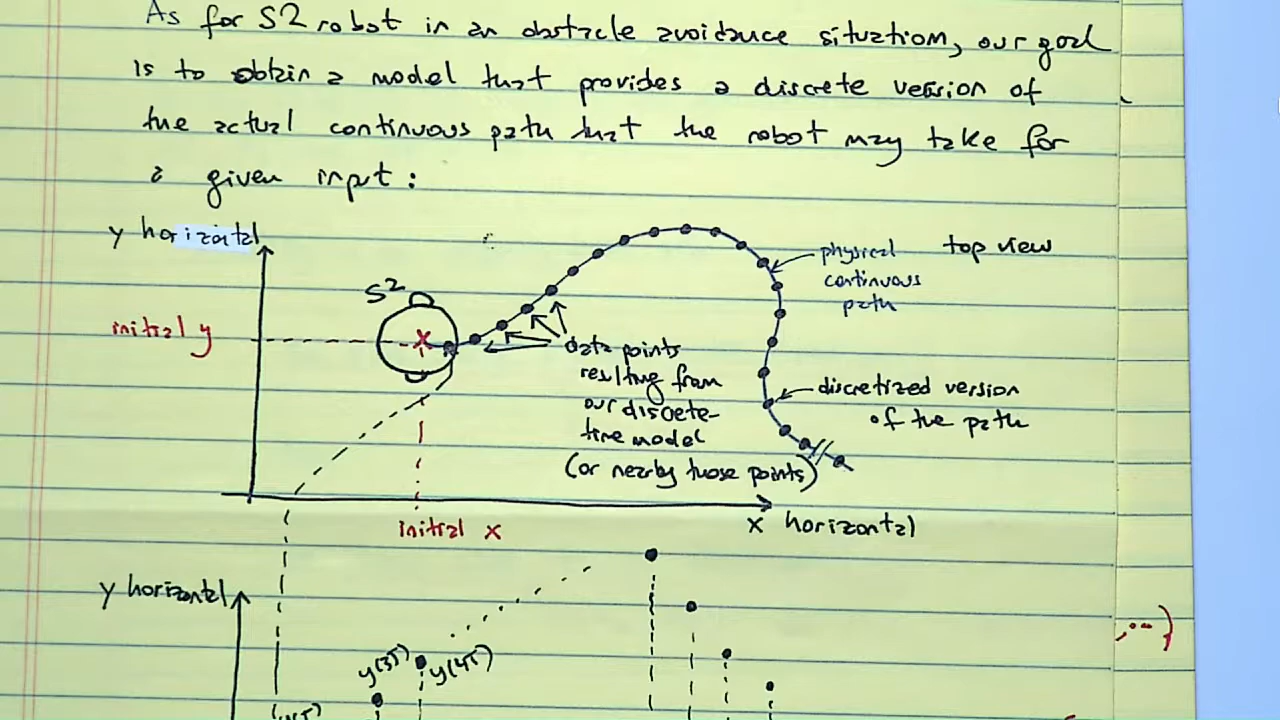 As for S2 robot in an obstacle avoidance situation, our goal
is to obtain a model that provides a discrete version of
the actual continuous path that the robot may take for
a given input:
y horizontal
top view
physical
continuous
path
S2
initial y
x
data points
resulting from
our discrete-
time model
(or nearby those points)
discretized version
of the path
initial x
x horizontal
y horizontal
y(3T)
y(4T)
,...)